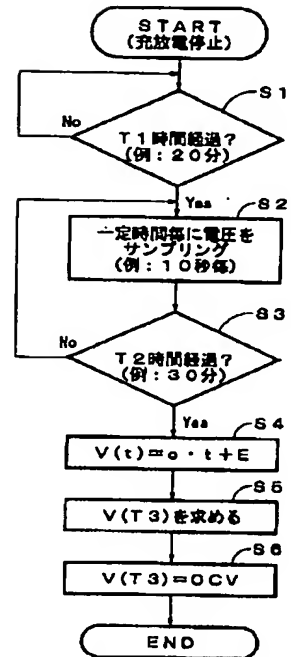 START
(充放電停止)
S1
No
T1時間経過?
(例:20分)
Yes
S2
一定時間毎に電圧を
サンプリング
(例:10秒毎)
S3
No
T2時間経過?
(例:30分)
Yes
S4
V(t)=c・t+E
S5
V(T3)を求める
S6
V(T3)=OCV
END